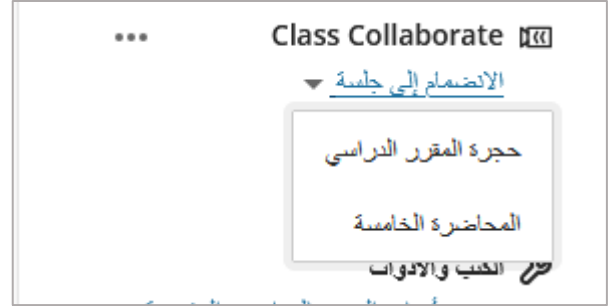 Class Collaborate
الانضمام إلى جلسة
حجرة المقرر الدراسي
المحاضرة الخامسة
الكتب والأدوات